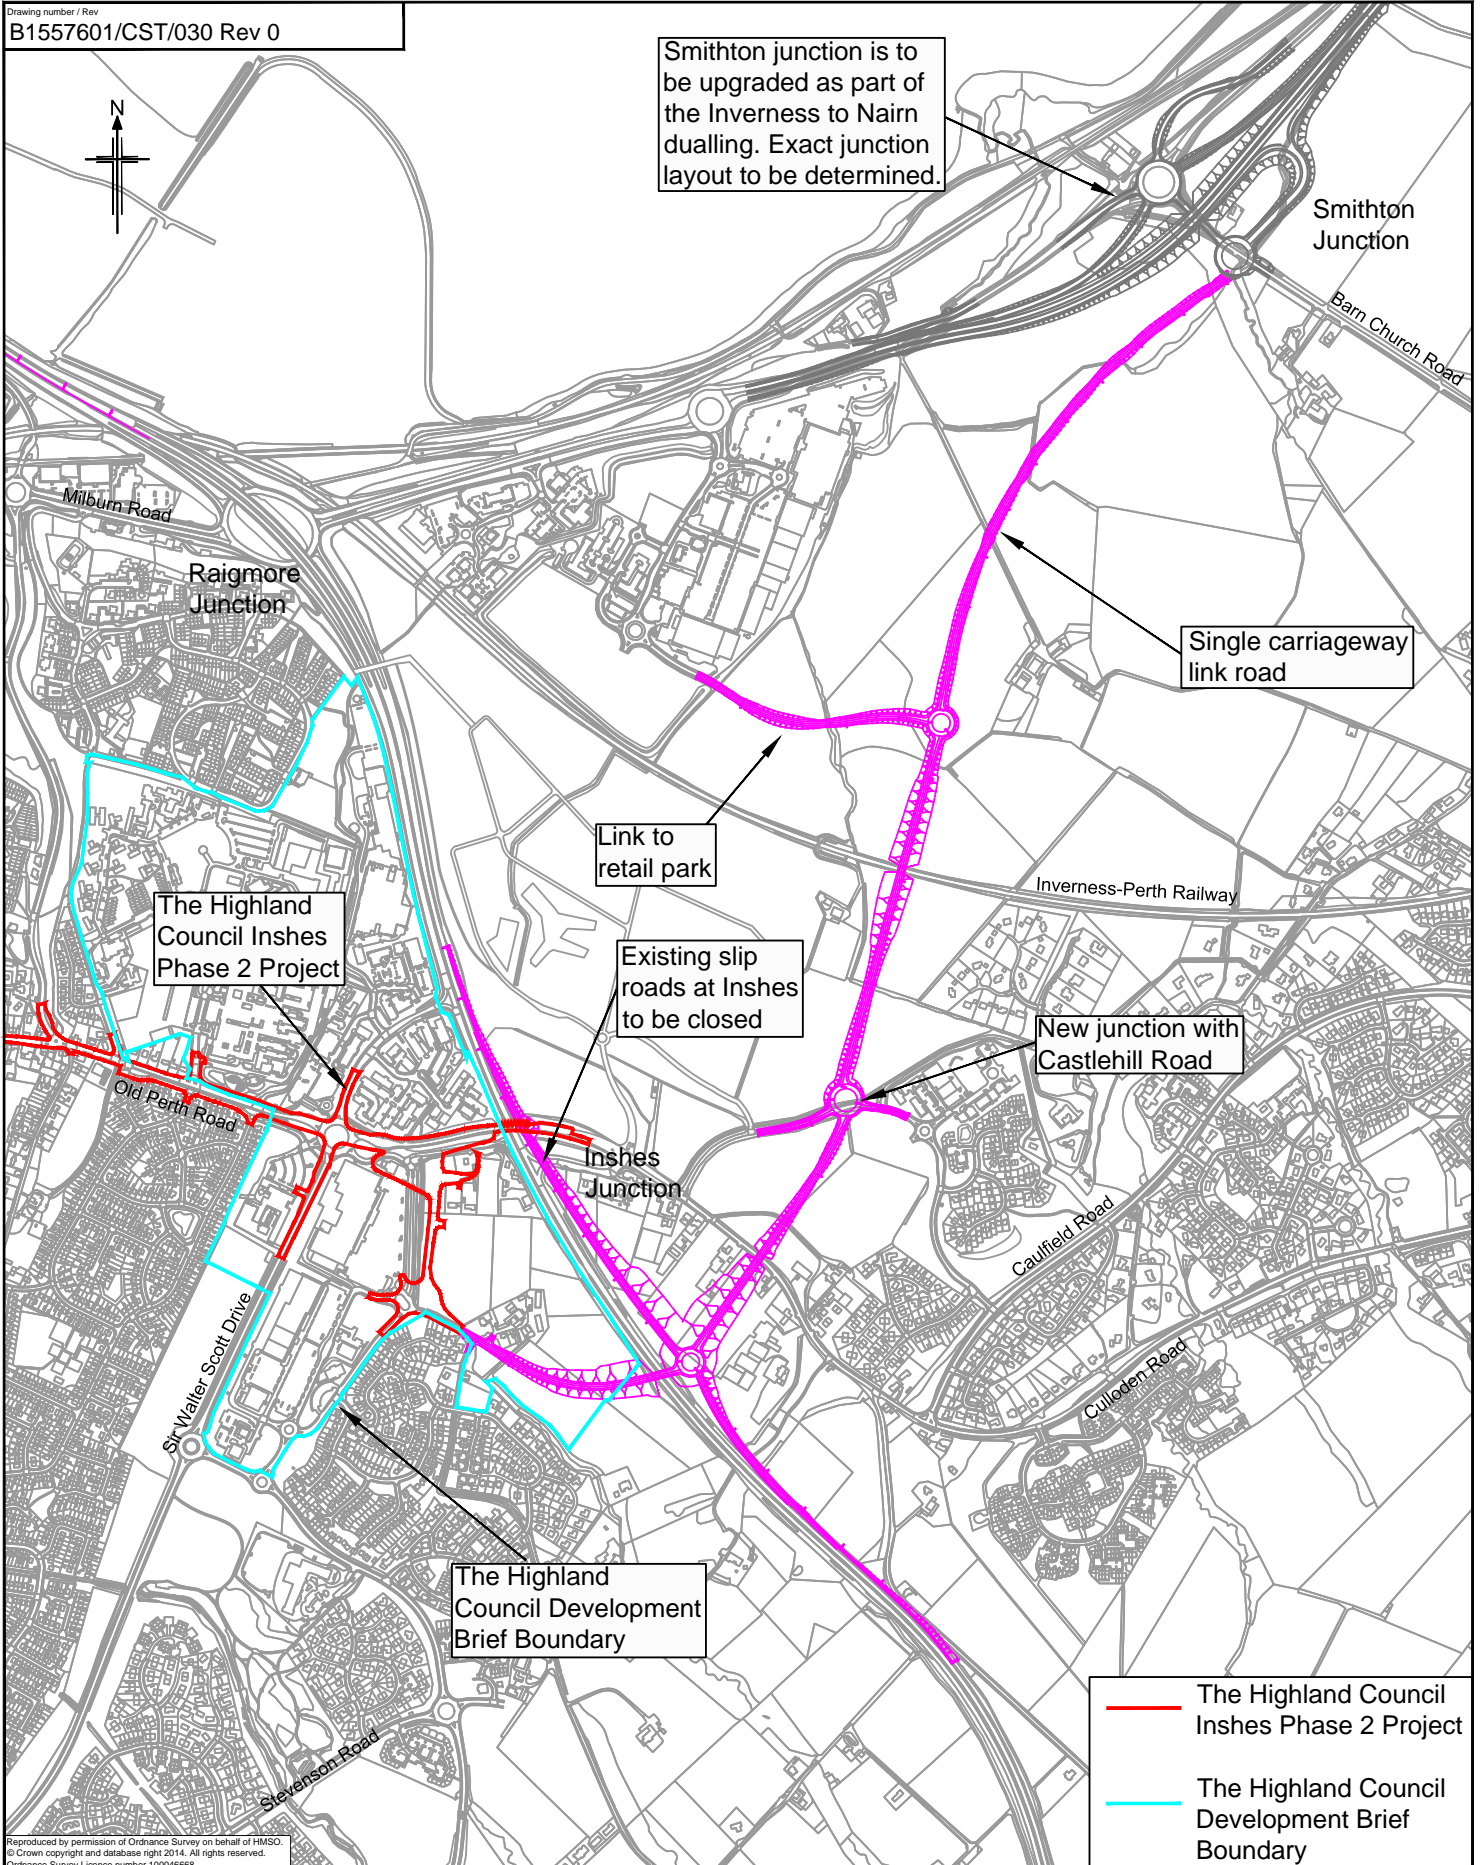 Drawing number / Rev
B1557601/CST/030 Rev 0
N
Smithton junction is to
be upgraded as part of
the Inverness to Nairn
dualling. Exact junction
layout to be determined.
Smithton
Junction
Barn Church Road
Milburn Road
Raigmore
Junction
Single carriageway
link road
Link to
retail park
Inverness-Perth Railway
The Highland
Council Inshes
Phase 2 Project
Existing slip
roads at Inshes
to be closed
New junction with
Castlehill Road
Old Perth Road
Inshes
Junction
Caulfield Road
Sir Walter Scott Drive
Culloden Road
The Highland
Council Development
Brief Boundary
Stevenson Road
The Highland Council
Inshes Phase 2 Project
The Highland Council
Development Brief
Boundary
Reproduced by permission of Ordnance Survey on behalf of HMSO.
© Crown copyright and database right 2014. All rights reserved.
Ordnance Survey Licence number 100046668